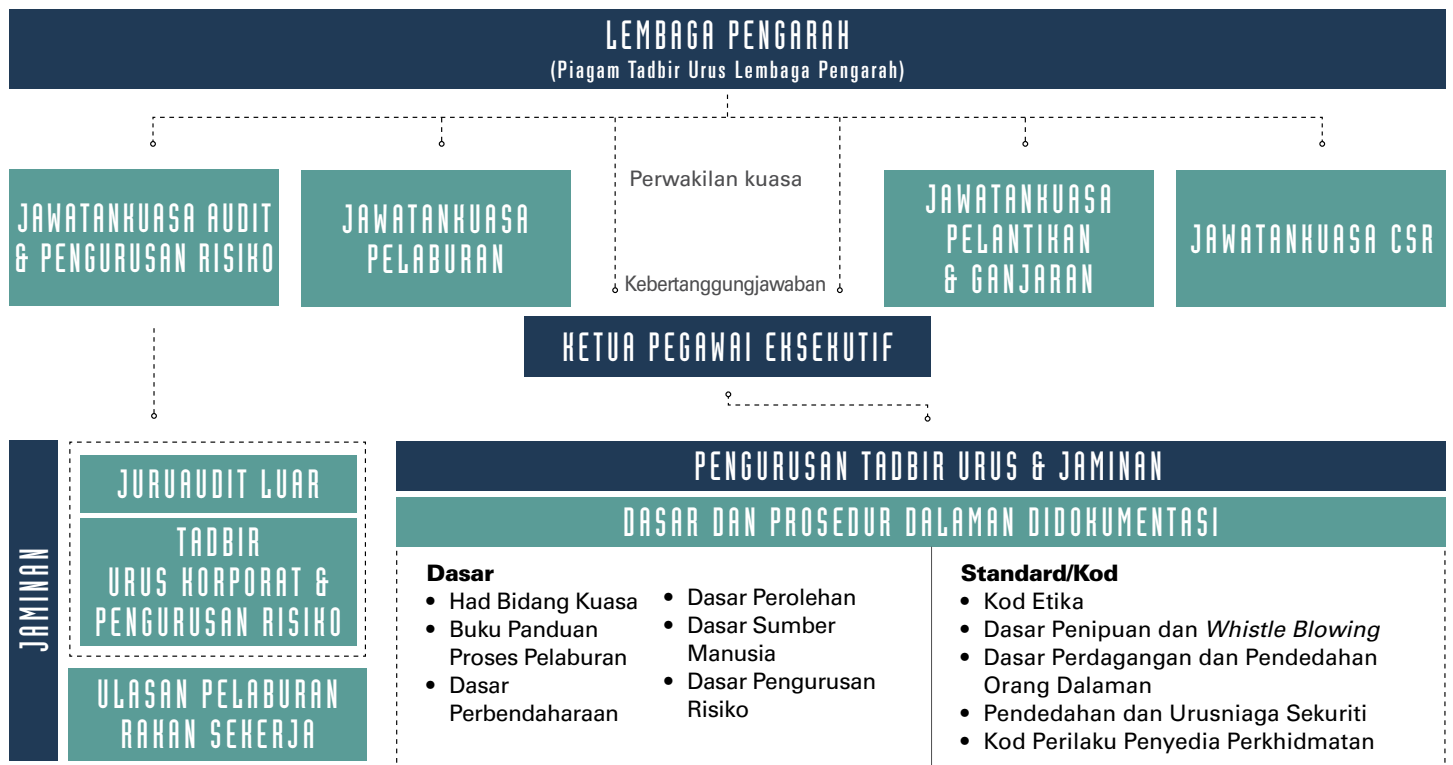 LEMBAGA PENGARAH
(Piagam Tadbir Urus Lembaga Pengarah)
JAWATANKUASA AUDIT
& PENGURUSAN RISIKO
JAWATANKUASA
PELABURAN
Perwakilan kuasa
Kebertanggungjawaban
JAWATANKUASA
PELANTIKAN
& GANJARAN
JAWATANKUASA CSR
KETUA PEGAWAI EKSEKUTIF
JAMINAN
JURUAUDIT LUAR
TADBIR
URUS KORPORAT &
PENGURUSAN RISIKO
ULASAN PELABURAN
RAKAN SEKERJA
PENGURUSAN TADBIR URUS & JAMINAN
DASAR DAN PROSEDUR DALAMAN DIDOKUMENTASI
Dasar
• Had Bidang Kuasa
• Buku Panduan
Proses Pelaburan
• Dasar
Perbendaharaan
• Dasar Perolehan
• Dasar Sumber
Manusia
• Dasar Pengurusan
Risiko
Standard/Kod
• Kod Etika
• Dasar Penipuan dan Whistle Blowing
• Dasar Perdagangan dan Pendedahan
Orang Dalaman
• Pendedahan dan Urusniaga Sekuriti
• Kod Perilaku Penyedia Perkhidmatan